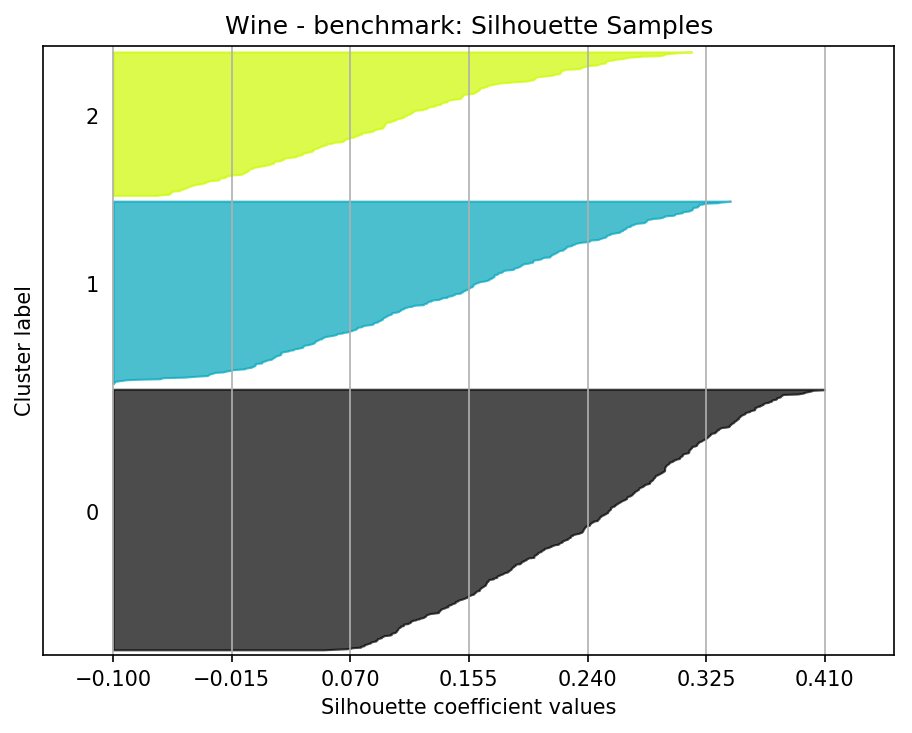 Wine - benchmark: Silhouette Samples
2
1
0
Cluster label
−0.100 −0.015 0.070 0.155 0.240 0.325 0.410
Silhouette coefficient values